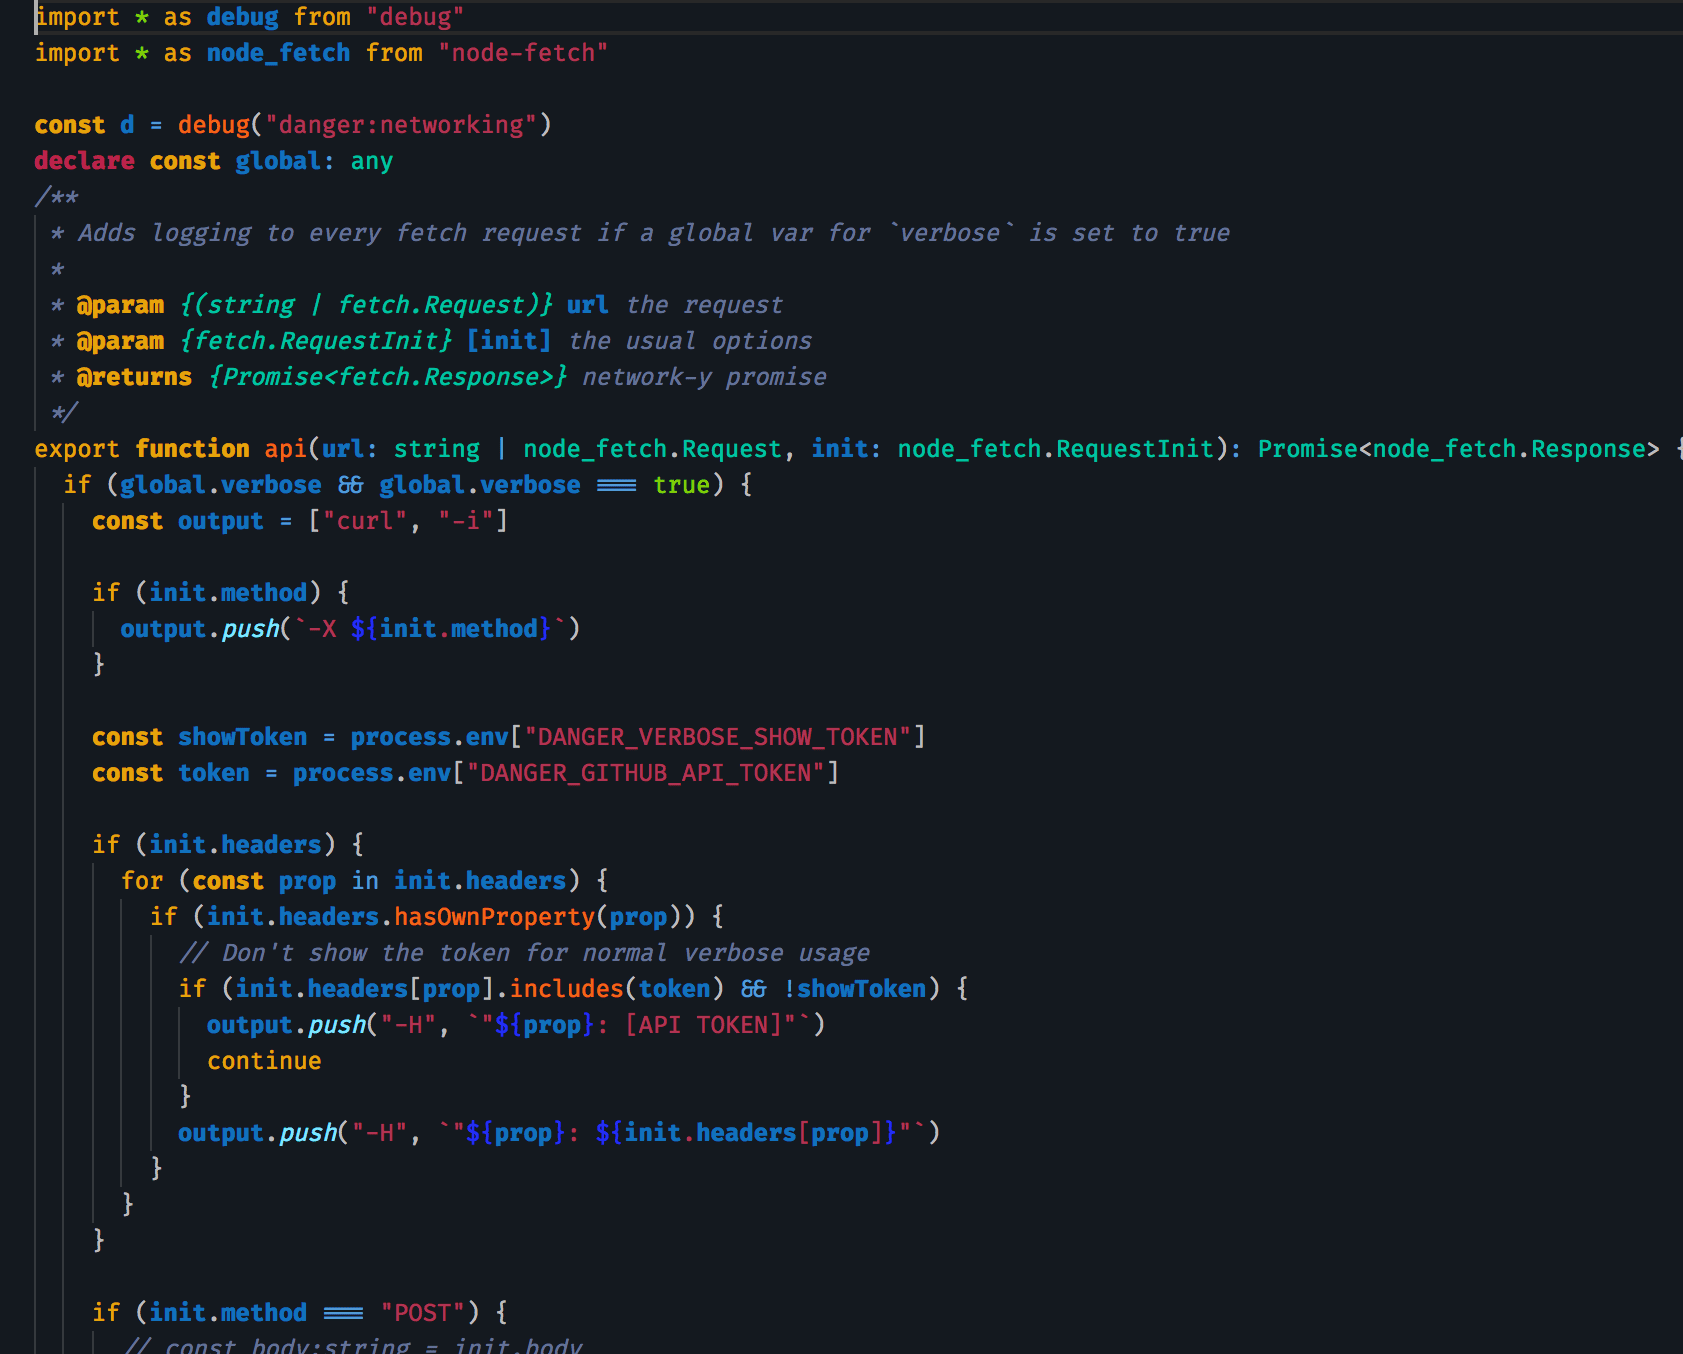 import * as debug from "debug"
import * as node_fetch from "node-fetch"

const d = debug("danger:networking")
declare const global: any
/**
 * Adds logging to every fetch request if a global var for `verbose` is set to true
 *
 * @param {(string | fetch.Request)} url the request
 * @param {fetch.RequestInit} [init] the usual options
 * @returns {Promise<fetch.Response>} network-y promise
 */
export function api(url: string | node_fetch.Request, init: node_fetch.RequestInit): Promise<node_fetch.Response> {
  if (global.verbose && global.verbose === true) {
    const output = ["curl", "-i"]

    if (init.method) {
      output.push(`-X ${init.method}`)
    }

    const showToken = process.env["DANGER_VERBOSE_SHOW_TOKEN"]
    const token = process.env["DANGER_GITHUB_API_TOKEN"]

    if (init.headers) {
      for (const prop in init.headers) {
        if (init.headers.hasOwnProperty(prop)) {
          // Don't show the token for normal verbose usage
          if (init.headers[prop].includes(token) && !showToken) {
            output.push("-H", `"${prop}: [API TOKEN]"`)
            continue
          }
          output.push("-H", `"${prop}: ${init.headers[prop]}"`)
        }
      }
    }

    if (init.method === "POST") {
      // const body:string = init.body